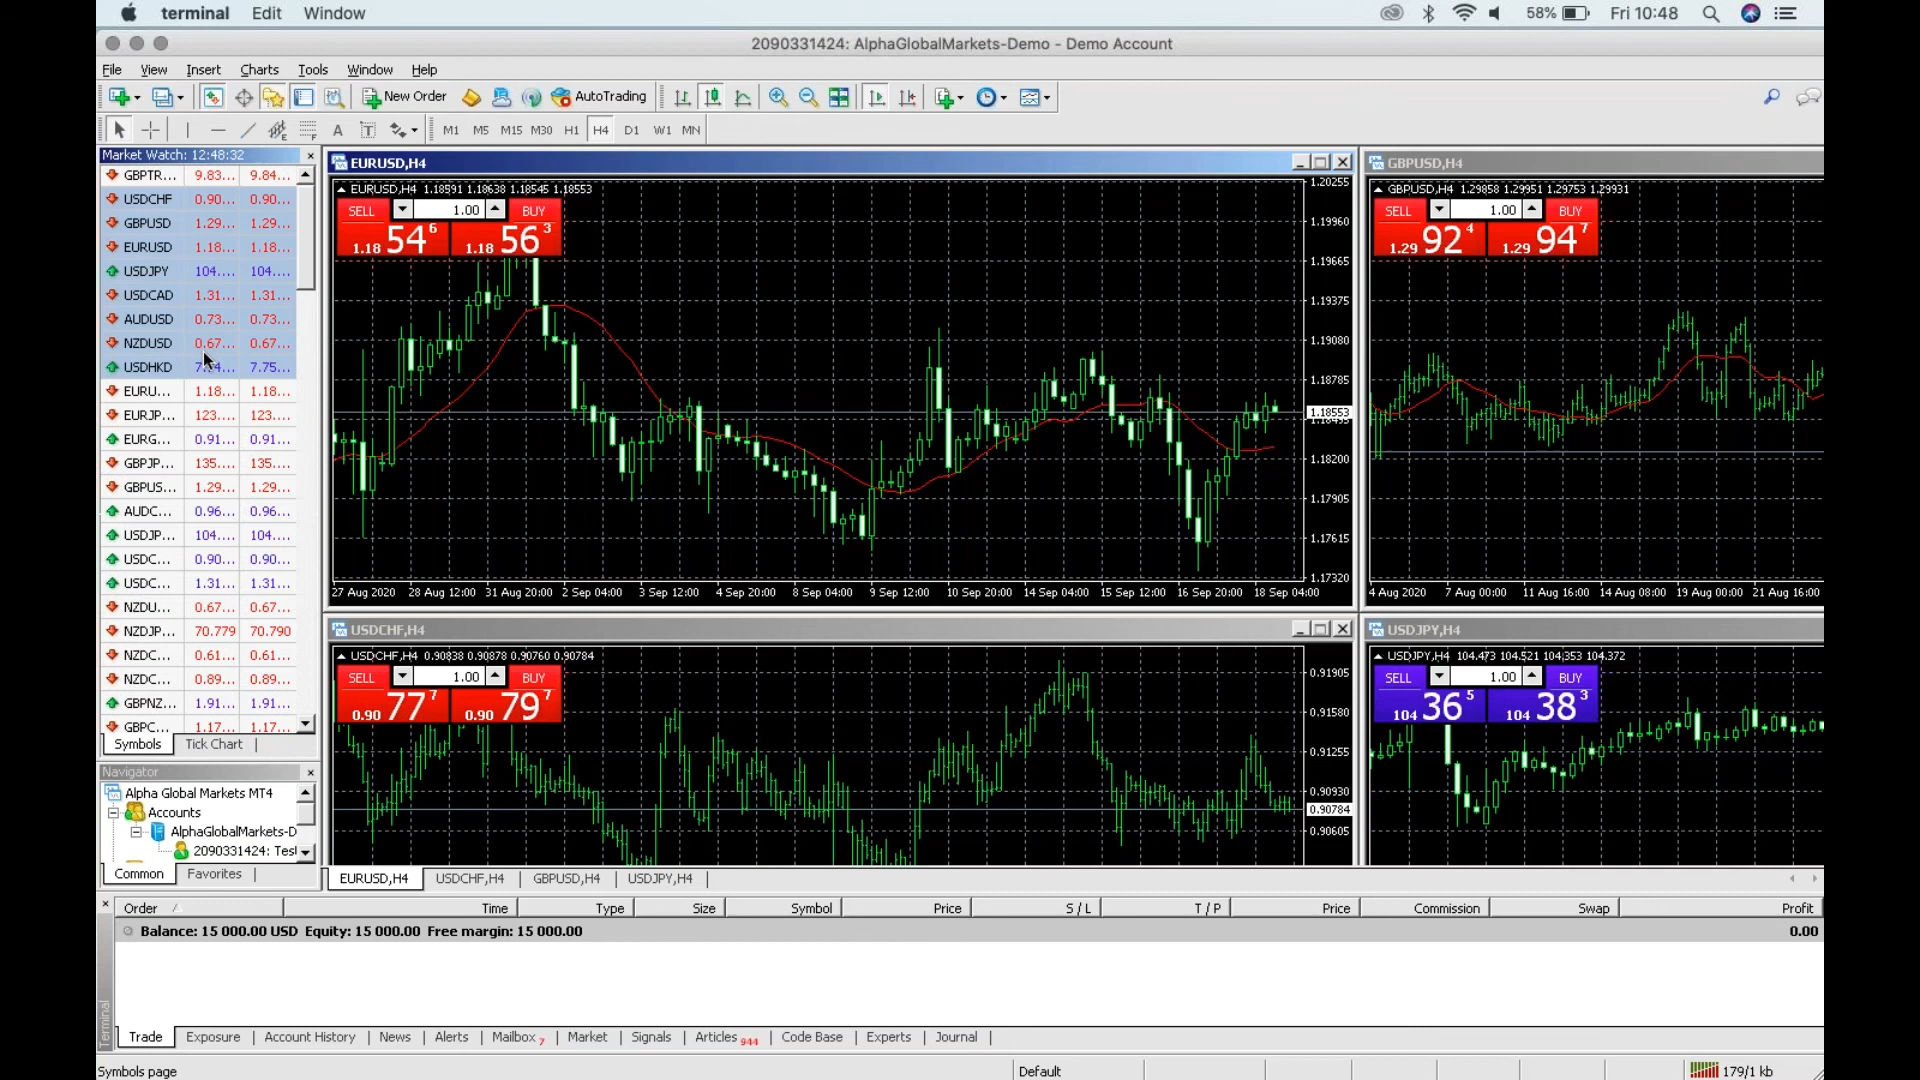 terminal Edit Window 58% Fri 10:48
2090331424: AlphaGlobalMarkets-Demo - Demo Account
File View Insert Charts Tools Window Help
New Order AutoTrading
A T M1 M5 M15 M30 H1 H4 D1 W1 MN
Market Watch: 12:48:32
GBPTR... 9.83... 9.84...
USDCHF 0.90... 0.90...
GBPUSD 1.29... 1.29...
EURUSD 1.18... 1.18...
USDJPY 104.... 104....
USDCAD 1.31... 1.31...
AUDUSD 0.73... 0.73...
NZDUSD 0.67... 0.67...
USDHKD 7.75...
EURU... 1.18... 1.18...
EURJP... 123.... 123....
EURG... 0.91... 0.91...
GBPJP... 135.... 135....
GBPUS... 1.29... 1.29...
AUDC... 0.96... 0.96...
USDJP... 104.... 104....
USDC... 0.90... 0.90...
USDC... 1.31... 1.31...
NZDU... 0.67... 0.67...
NZDJP... 70.779 70.790
NZDC... 0.61... 0.61...
NZDC... 0.89... 0.89...
GBPNZ... 1.91... 1.91...
GBPC... 1.17... 1.17...
Symbols Tick Chart
Navigator
Alpha Global Markets MT4
Accounts
AlphaGlobalMarkets-D
2090331424: Tes
Common Favorites
EURUSD,H4
EURUSD,H4 1.18591 1.18638 1.18545 1.18553
SELL 1.00 BUY
1.18 54 6 1.18 56 3
1.20255
1.19960
1.19665
1.19375
1.19080
1.18785
1.18553
1.18495
1.18200
1.17905
1.17615
1.17320
27 Aug 2020 28 Aug 12:00 31 Aug 20:00 2 Sep 04:00 3 Sep 12:00 4 Sep 20:00 8 Sep 04:00 9 Sep 12:00 10 Sep 20:00 14 Sep 04:00 15 Sep 12:00 16 Sep 20:00 18 Sep 04:00
GBPUSD,H4
GBPUSD,H4 1.29858 1.29951 1.29753 1.29931
SELL 1.00 BUY
1.29 92 4 1.29 94 7
4 Aug 2020 7 Aug 00:00 11 Aug 16:00 14 Aug 08:00 19 Aug 00:00 21 Aug 16:00
USDCHF,H4
USDCHF,H4 0.90838 0.90878 0.90760 0.90784
SELL 1.00 BUY
0.90 77 7 0.90 79 7
0.91905
0.91580
0.91255
0.90930
0.90784
0.90605
USDJPY,H4
USDJPY,H4 104.473 104.521 104.353 104.372
SELL 1.00 BUY
104 36 5 104 38 3
EURUSD,H4 USDCHF,H4 GBPUSD,H4 USDJPY,H4
Order Time Type Size Symbol Price S / L T / P Price Commission Swap Profit
Balance: 15 000.00 USD Equity: 15 000.00 Free margin: 15 000.00 0.00
Terminal
Trade Exposure Account History News Alerts Mailbox 7 Market Signals Articles 944 Code Base Experts Journal
Symbols page Default 179/1 kb